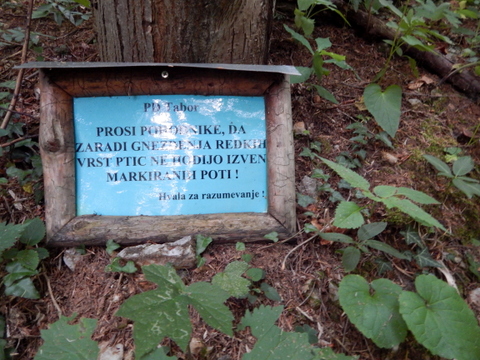 PD Tabor
PROSI POHODNIKE, DA
ZARADI GNEZDENJA REDKIH
VRST PTIC NE HODIJO IZVEN
MARKIRANIH POTI !
Hvala za razumevanje !